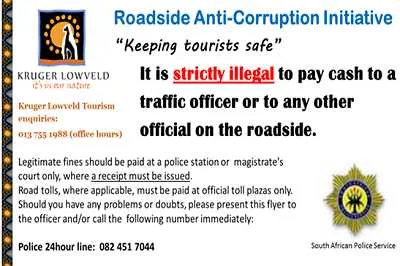 Roadside Anti-Corruption Initiative
"Keeping tourists safe"
KRUGER LOWVELD
it's in our nature
It is strictly illegal to pay cash to a
traffic officer or to any other
official on the roadside.
Kruger Lowveld Tourism
enquiries:
013 755 1988 (office hours)
Legitimate fines should be paid at a police station or magistrate's
court only, where a receipt must be issued.
Road tolls, where applicable, must be paid at official toll plazas only.
Should you have any problems or doubts, please present this flyer to
the officer and/or call the following number immediately:
Police 24hour line: 082 451 7044
South African Police Service